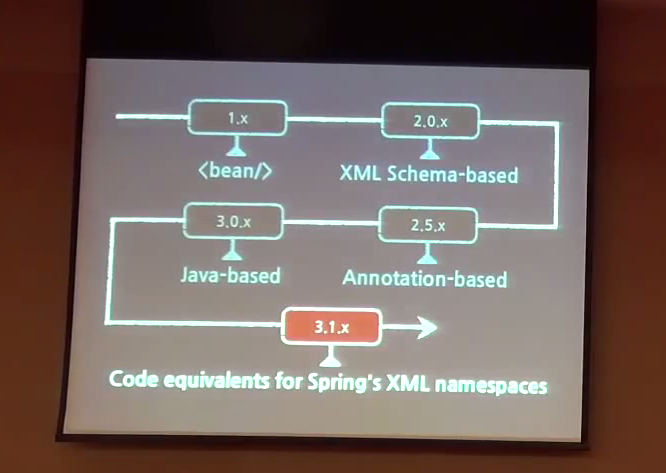 1.x
2.0.x
<bean/>
XML Schema-based
3.0.x
2.5.x
Java-based
Annotation-based
3.1.x
Code equivalents for Spring's XML namespaces